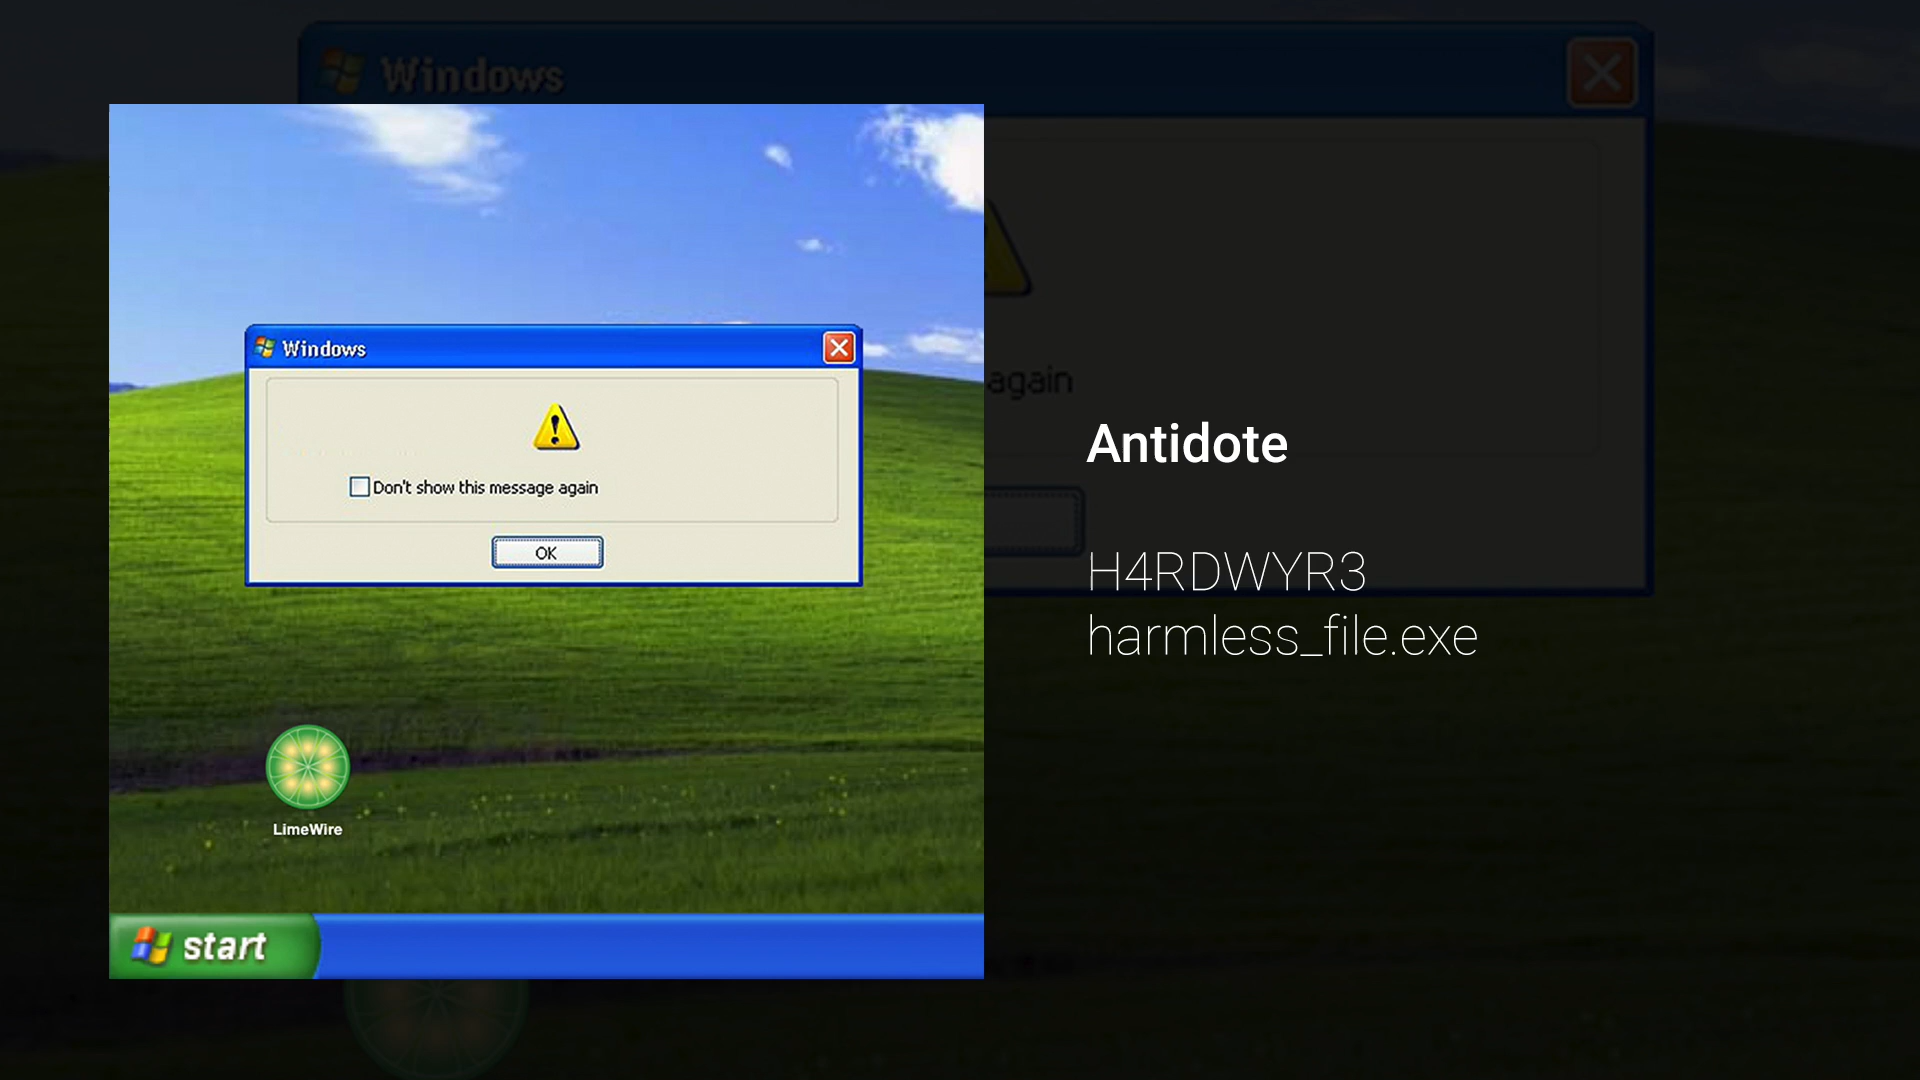 Windows
Windows
again
Don't show this message again
OK
Antidote
H4RDWYR3
harmless_file.exe
LimeWire
start